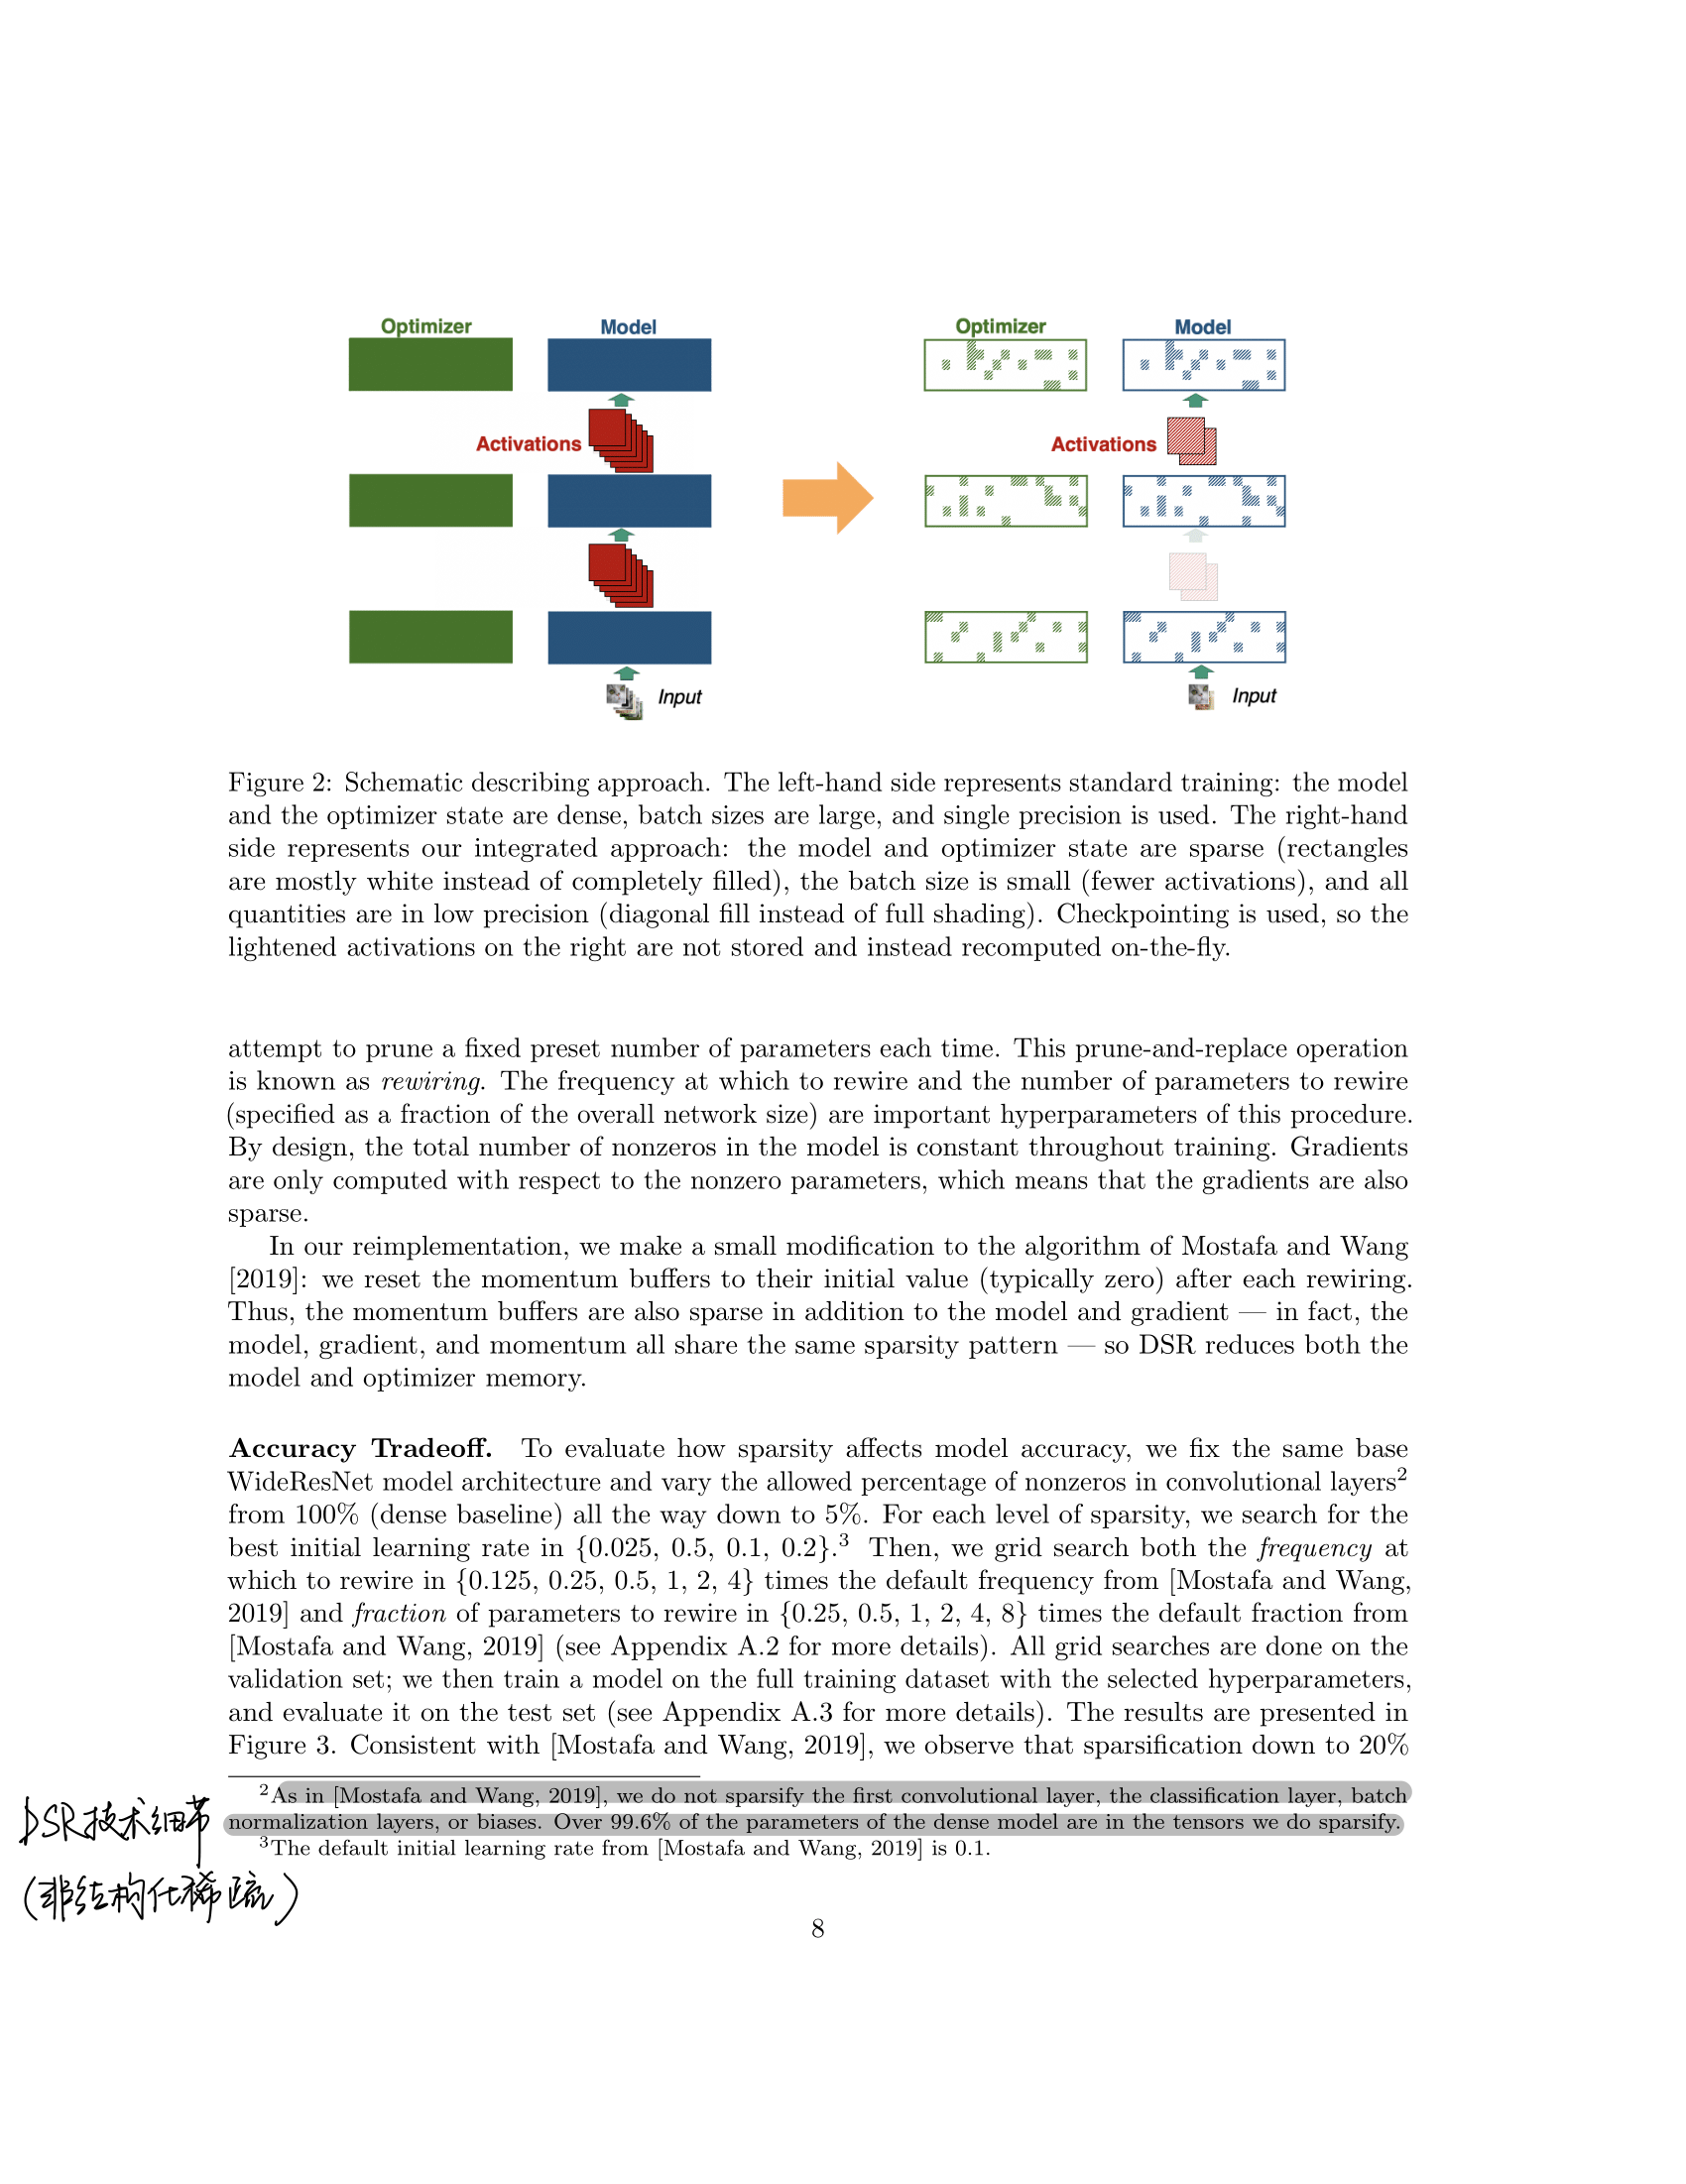 Optimizer Model
Activations
Input
Optimizer Model
Activations
Input
Figure 2: Schematic describing approach. The left-hand side represents standard training: the model
and the optimizer state are dense, batch sizes are large, and single precision is used. The right-hand
side represents our integrated approach: the model and optimizer state are sparse (rectangles
are mostly white instead of completely filled), the batch size is small (fewer activations), and all
quantities are in low precision (diagonal fill instead of full shading). Checkpointing is used, so the
lightened activations on the right are not stored and instead recomputed on-the-fly.
attempt to prune a fixed preset number of parameters each time. This prune-and-replace operation
is known as rewiring. The frequency at which to rewire and the number of parameters to rewire
(specified as a fraction of the overall network size) are important hyperparameters of this procedure.
By design, the total number of nonzeros in the model is constant throughout training. Gradients
are only computed with respect to the nonzero parameters, which means that the gradients are also
sparse.
In our reimplementation, we make a small modification to the algorithm of Mostafa and Wang
[2019]: we reset the momentum buffers to their initial value (typically zero) after each rewiring.
Thus, the momentum buffers are also sparse in addition to the model and gradient — in fact, the
model, gradient, and momentum all share the same sparsity pattern — so DSR reduces both the
model and optimizer memory.
Accuracy Tradeoff. To evaluate how sparsity affects model accuracy, we fix the same base
WideResNet model architecture and vary the allowed percentage of nonzeros in convolutional layers²
from 100% (dense baseline) all the way down to 5%. For each level of sparsity, we search for the
best initial learning rate in {0.025, 0.5, 0.1, 0.2}.³ Then, we grid search both the frequency at
which to rewire in {0.125, 0.25, 0.5, 1, 2, 4} times the default frequency from [Mostafa and Wang,
2019] and fraction of parameters to rewire in {0.25, 0.5, 1, 2, 4, 8} times the default fraction from
[Mostafa and Wang, 2019] (see Appendix A.2 for more details). All grid searches are done on the
validation set; we then train a model on the full training dataset with the selected hyperparameters,
and evaluate it on the test set (see Appendix A.3 for more details). The results are presented in
Figure 3. Consistent with [Mostafa and Wang, 2019], we observe that sparsification down to 20%
²As in [Mostafa and Wang, 2019], we do not sparsify the first convolutional layer, the classification layer, batch
normalization layers, or biases. Over 99.6% of the parameters of the dense model are in the tensors we do sparsify.
³The default initial learning rate from [Mostafa and Wang, 2019] is 0.1.
DSR技术细节
(非结构化稀疏)
8